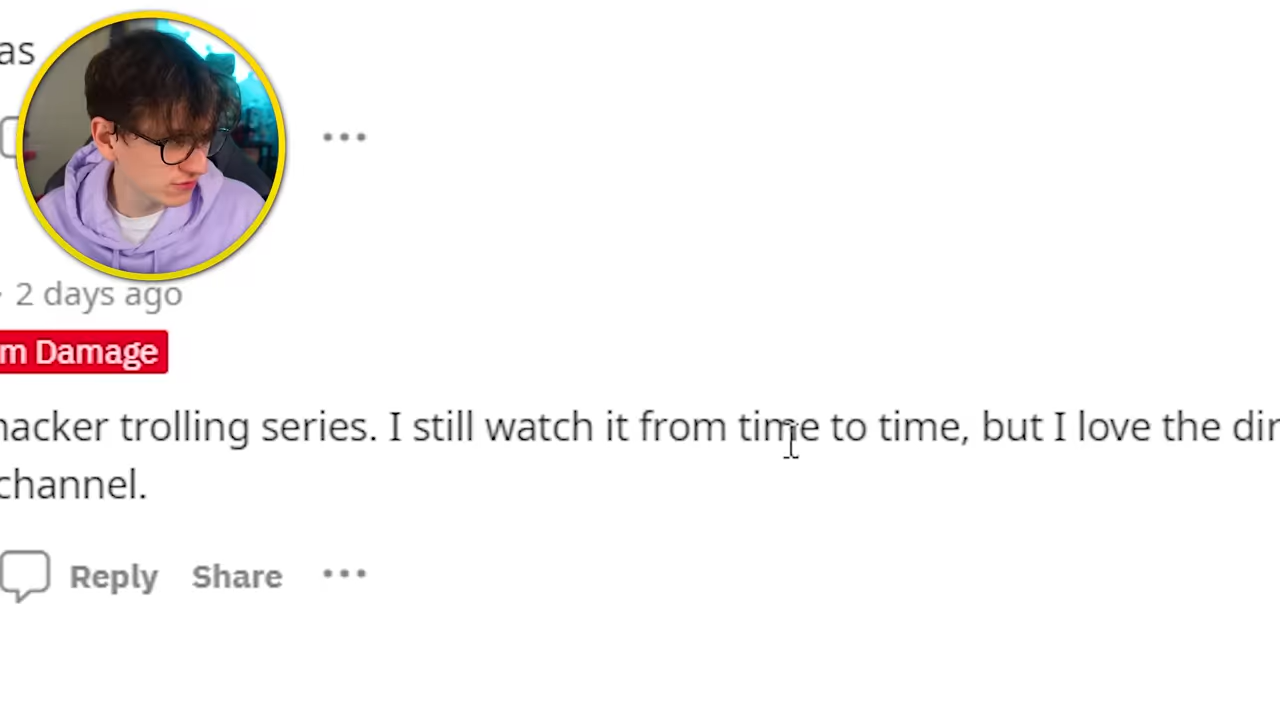 as
2 days ago
m Damage
hacker trolling series. I still watch it from time to time, but I love the
channel.
Reply Share